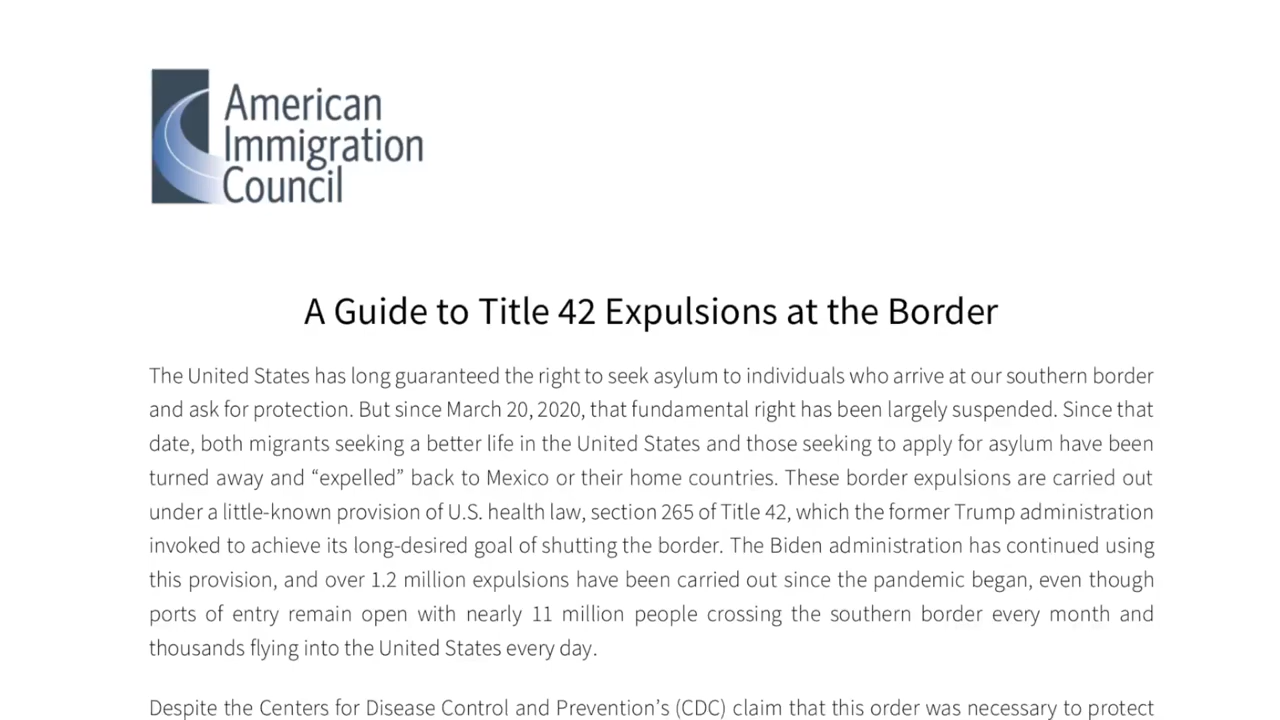 American
Immigration
Council
A Guide to Title 42 Expulsions at the Border
The United States has long guaranteed the right to seek asylum to individuals who arrive at our southern border
and ask for protection. But since March 20, 2020, that fundamental right has been largely suspended. Since that
date, both migrants seeking a better life in the United States and those seeking to apply for asylum have been
turned away and “expelled” back to Mexico or their home countries. These border expulsions are carried out
under a little-known provision of U.S. health law, section 265 of Title 42, which the former Trump administration
invoked to achieve its long-desired goal of shutting the border. The Biden administration has continued using
this provision, and over 1.2 million expulsions have been carried out since the pandemic began, even though
ports of entry remain open with nearly 11 million people crossing the southern border every month and
thousands flying into the United States every day.
Despite the Centers for Disease Control and Prevention’s (CDC) claim that this order was necessary to protect